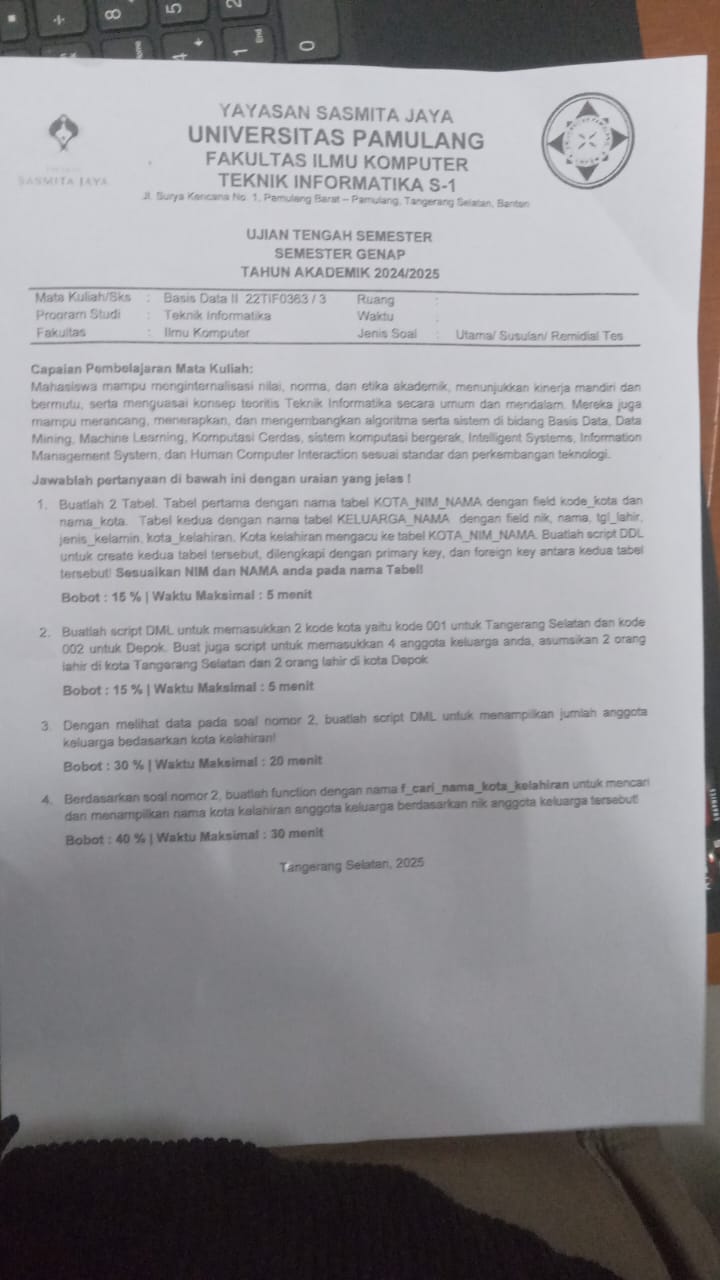 YAYASAN SASMITA JAYA
UNIVERSITAS PAMULANG
FAKULTAS ILMU KOMPUTER
TEKNIK INFORMATIKA S-1
Jl. Surya Kencana No. 1, Pamulang Barat – Pamulang, Tangerang Selatan, Banten
SASMITA JAYA
UJIAN TENGAH SEMESTER
SEMESTER GENAP
TAHUN AKADEMIK 2024/2025
Mata Kuliah/Sks : Basis Data II 22TIF0363 / 3 Ruang :
Program Studi : Teknik Informatika Waktu :
Fakultas : Ilmu Komputer Jenis Soal : Utama/ Susulan/ Remidial Tes
Capaian Pembelajaran Mata Kuliah:
Mahasiswa mampu menginternalisasi nilai, norma, dan etika akademik, menunjukkan kinerja mandiri dan
bermutu, serta menguasai konsep teoritis Teknik Informatika secara umum dan mendalam. Mereka juga
mampu merancang, menerapkan, dan mengembangkan algoritma serta sistem di bidang Basis Data, Data
Mining, Machine Learning, Komputasi Cerdas, sistem komputasi bergerak, Intelligent Systems, Information
Management System, dan Human Computer Interaction sesuai standar dan perkembangan teknologi.
Jawablah pertanyaan di bawah ini dengan uraian yang jelas !
1. Buatlah 2 Tabel. Tabel pertama dengan nama tabel KOTA_NIM_NAMA dengan field kode_kota dan
nama_kota. Tabel kedua dengan nama tabel KELUARGA_NAMA dengan field nik, nama, tgl_lahir,
jenis_kelamin, kota_kelahiran. Kota kelahiran mengacu ke tabel KOTA_NIM_NAMA. Buatlah script DDL
untuk create kedua tabel tersebut, dilengkapi dengan primary key, dan foreign key antara kedua tabel
tersebut! Sesuaikan NIM dan NAMA anda pada nama Tabel!
Bobot : 15 % | Waktu Maksimal : 5 menit
2. Buatlah script DML untuk memasukkan 2 kode kota yaitu kode 001 untuk Tangerang Selatan dan kode
002 untuk Depok. Buat juga script untuk memasukkan 4 anggota keluarga anda, asumsikan 2 orang
lahir di kota Tangerang Selatan dan 2 orang lahir di kota Depok
Bobot : 15 % | Waktu Maksimal : 5 menit
3. Dengan melihat data pada soal nomor 2, buatlah script DML untuk menampilkan jumlah anggota
keluarga bedasarkan kota kelahiran!
Bobot : 30 % | Waktu Maksimal : 20 menit
4. Berdasarkan soal nomor 2, buatlah function dengan nama f_cari_nama_kota_kelahiran untuk mencari
dan menampilkan nama kota kelahiran anggota keluarga berdasarkan nik anggota keluarga tersebut!
Bobot : 40 % | Waktu Maksimal : 30 menit
Tangerang Selatan, 2025